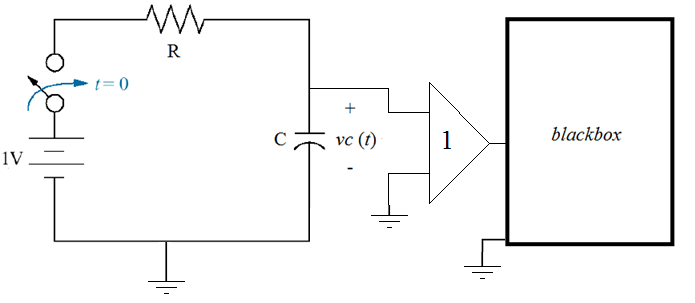 R
t = 0
1V
C
+
vc (t)
-
1
blackbox